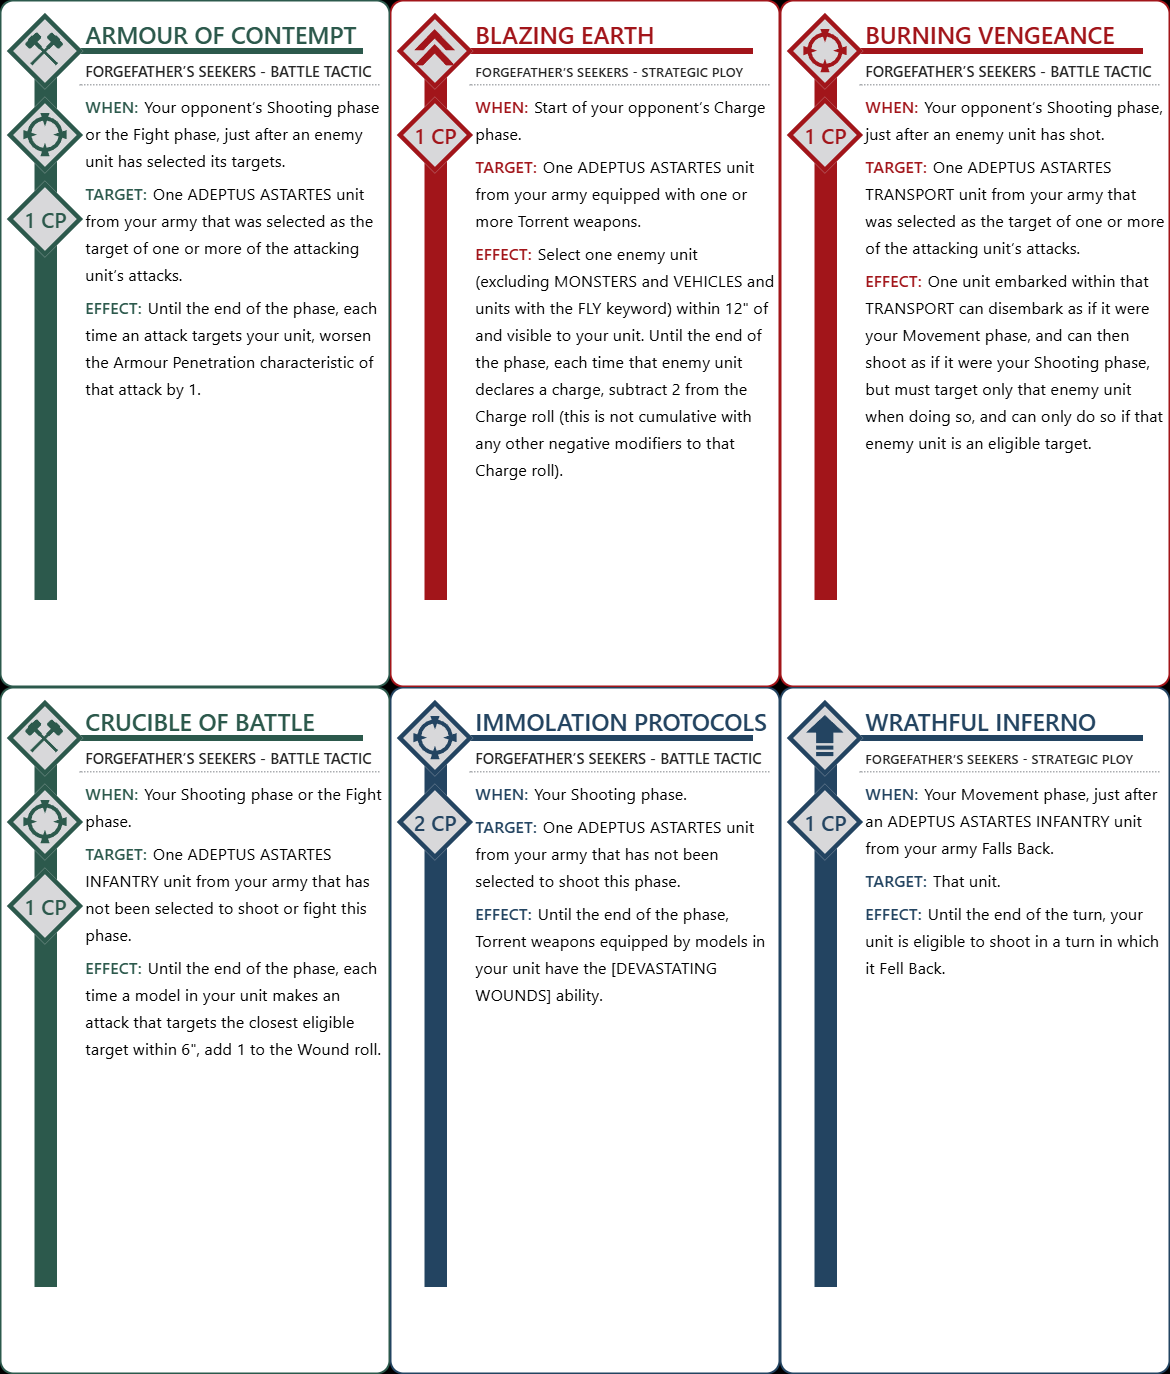 ARMOUR OF CONTEMPT
FORGEFATHER’S SEEKERS - BATTLE TACTIC
WHEN: Your opponent’s Shooting phase
or the Fight phase, just after an enemy
unit has selected its targets.
TARGET: One ADEPTUS ASTARTES unit
1 CP
from your army that was selected as the
target of one or more of the attacking
unit’s attacks.
EFFECT: Until the end of the phase, each
time an attack targets your unit, worsen
the Armour Penetration characteristic of
that attack by 1.
BLAZING EARTH
FORGEFATHER’S SEEKERS - STRATEGIC PLOY
WHEN: Start of your opponent’s Charge
1 CP
phase.
TARGET: One ADEPTUS ASTARTES unit
from your army equipped with one or
more Torrent weapons.
EFFECT: Select one enemy unit
(excluding MONSTERS and VEHICLES and
units with the FLY keyword) within 12" of
and visible to your unit. Until the end of
the phase, each time that enemy unit
declares a charge, subtract 2 from the
Charge roll (this is not cumulative with
any other negative modifiers to that
Charge roll).
BURNING VENGEANCE
FORGEFATHER’S SEEKERS - BATTLE TACTIC
WHEN: Your opponent’s Shooting phase,
1 CP
just after an enemy unit has shot.
TARGET: One ADEPTUS ASTARTES
TRANSPORT unit from your army that
was selected as the target of one or more
of the attacking unit’s attacks.
EFFECT: One unit embarked within that
TRANSPORT can disembark as if it were
your Movement phase, and can then
shoot as if it were your Shooting phase,
but must target only that enemy unit
when doing so, and can only do so if that
enemy unit is an eligible target.
CRUCIBLE OF BATTLE
FORGEFATHER’S SEEKERS - BATTLE TACTIC
WHEN: Your Shooting phase or the Fight
phase.
TARGET: One ADEPTUS ASTARTES
INFANTRY unit from your army that has
1 CP
not been selected to shoot or fight this
phase.
EFFECT: Until the end of the phase, each
time a model in your unit makes an
attack that targets the closest eligible
target within 6", add 1 to the Wound roll.
IMMOLATION PROTOCOLS
FORGEFATHER’S SEEKERS - BATTLE TACTIC
WHEN: Your Shooting phase.
2 CP
TARGET: One ADEPTUS ASTARTES unit
from your army that has not been
selected to shoot this phase.
EFFECT: Until the end of the phase,
Torrent weapons equipped by models in
your unit have the [DEVASTATING
WOUNDS] ability.
WRATHFUL INFERNO
FORGEFATHER’S SEEKERS - STRATEGIC PLOY
WHEN: Your Movement phase, just after
1 CP
an ADEPTUS ASTARTES INFANTRY unit
from your army Falls Back.
TARGET: That unit.
EFFECT: Until the end of the turn, your
unit is eligible to shoot in a turn in which
it Fell Back.